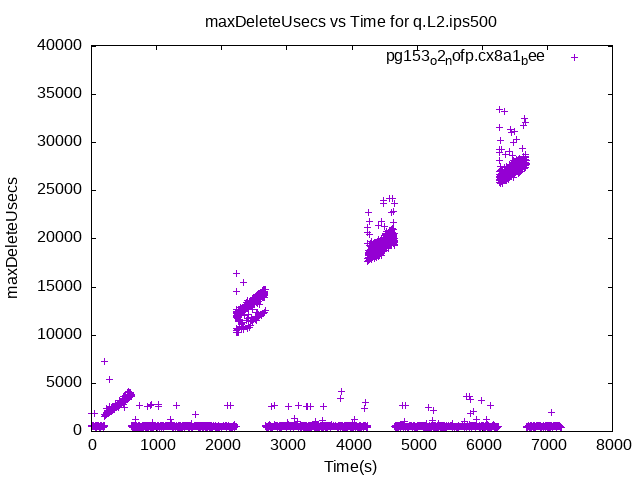 maxDeleteUsecs vs Time for q.L2.ips500
pg153o2nofp.cx8a1bee
40000
35000
30000
25000
20000
15000
10000
5000
0
maxDeleteUsecs
0 1000 2000 3000 4000 5000 6000 7000 8000
Time(s)